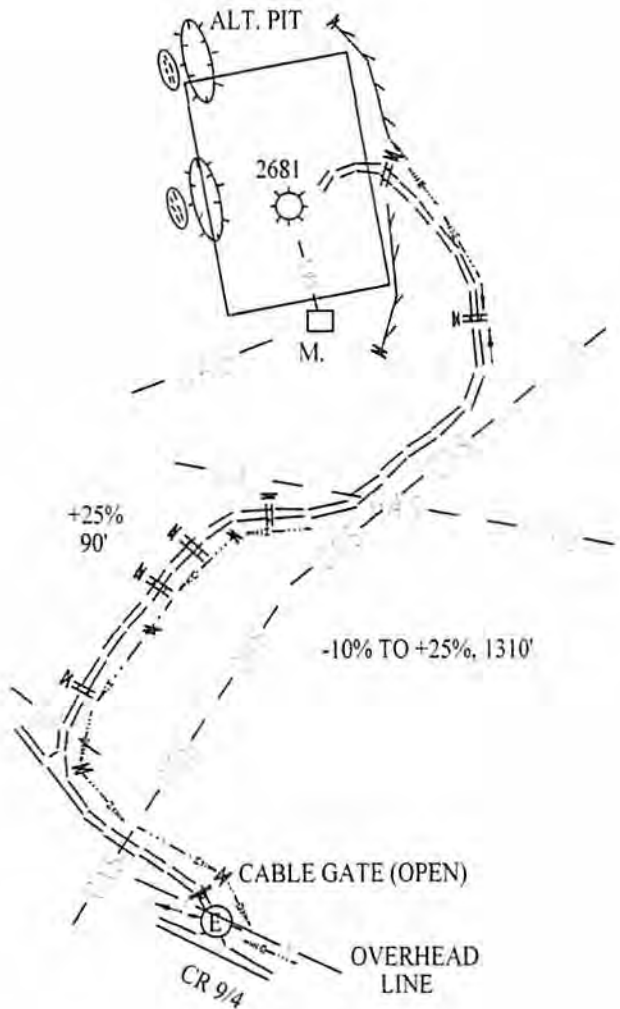 ALT. PIT
2681
M.
+25%
90'
-10% TO +25%, 1310'
CABLE GATE (OPEN)
E
OVERHEAD
LINE
CR 9/4